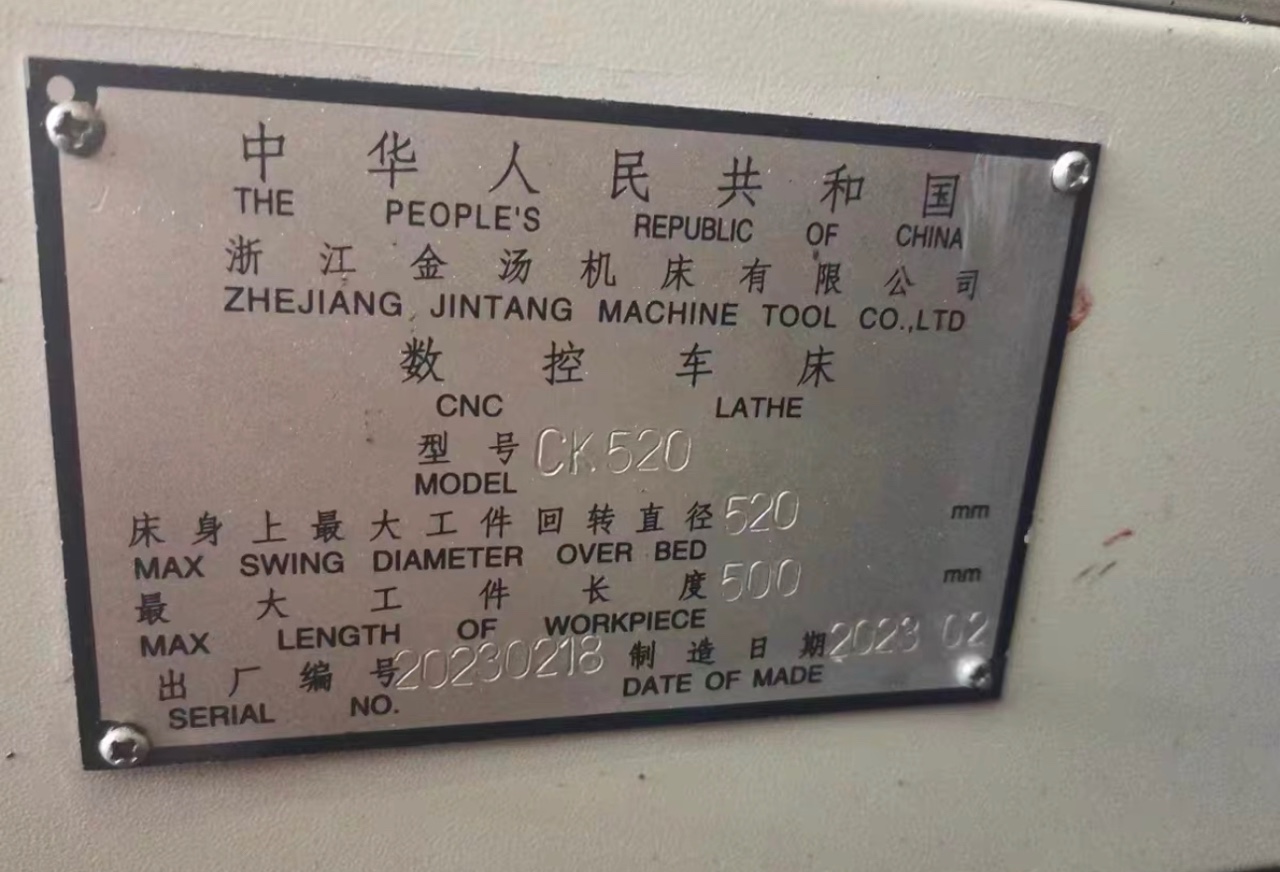 中华人民共和国
THE PEOPLE'S REPUBLIC OF CHINA
浙江金汤机床有限公司
ZHEJIANG JINTANG MACHINE TOOL CO.,LTD
数控车床
CNC LATHE
型号 CK520
MODEL
床身上最大工件回转直径 520 mm
MAX SWING DIAMETER OVER BED
最大工件长度 500 mm
MAX LENGTH OF WORKPIECE
出厂编号 20230218 制造日期 2023 02
SERIAL NO. DATE OF MADE